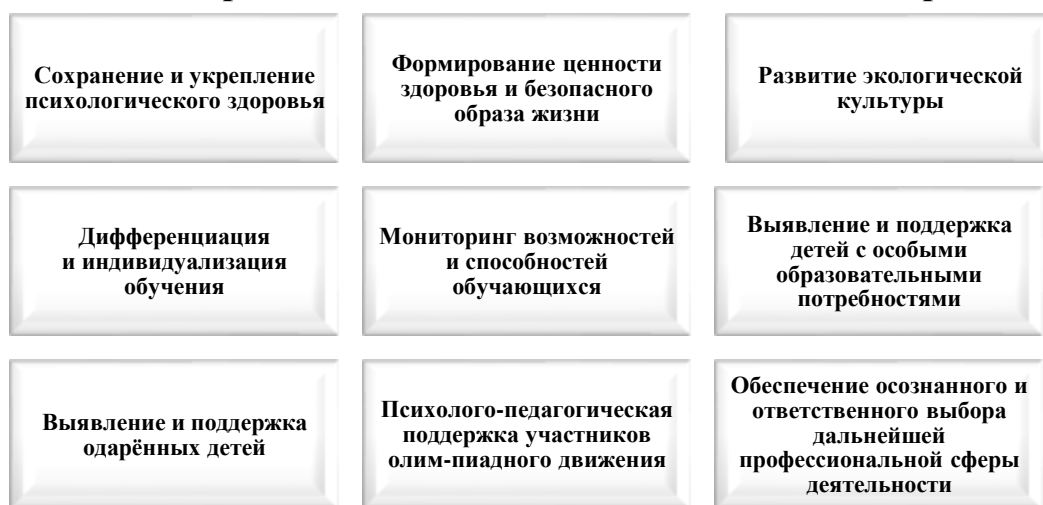 Сохранение и укрепление
психологического здоровья
Формирование ценности
здоровья и безопасного
образа жизни
Развитие экологической
культуры
Дифференциация
и индивидуализация
обучения
Мониторинг возможностей
и способностей
обучающихся
Выявление и поддержка
детей с особыми
образовательными
потребностями
Выявление и поддержка
одарённых детей
Психолого-педагогическая
поддержка участников
олим-пиадного движения
Обеспечение осознанного и
ответственного выбора
дальнейшей
профессиональной сферы
деятельности